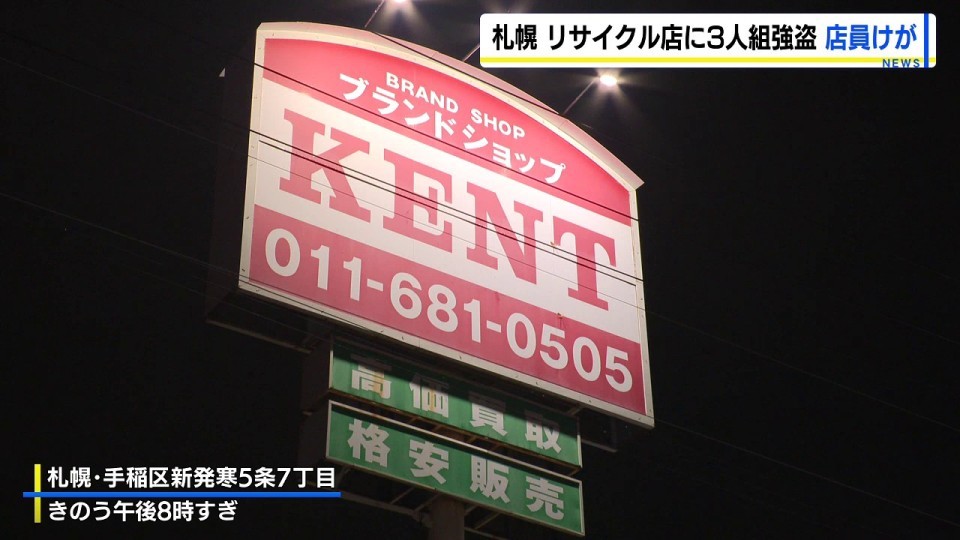 札幌 リサイクル店に3人組強盗 店員けが
NEWS
BRAND SHOP
ブランドショップ
KENT
011-681-0505
高価買取
格安販売
札幌・手稲区新発寒5条7丁目
きのう午後8時すぎ